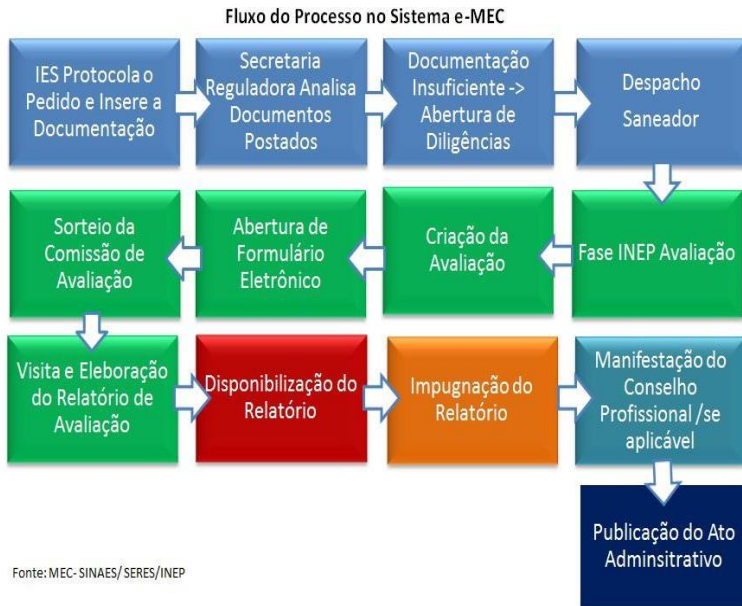 Fluxo do Processo no Sistema e-MEC
IES Protocola o
Pedido e Insere a
Documentação
Secretaria
Reguladora Analisa
Documentos
Postados
Documentação
Insuficiente ->
Abertura de
Diligências
Despacho
Saneador
Fase INEP Avaliação
Criação da
Avaliação
Abertura de
Formulário
Eletrônico
Sorteio da
Comissão de
Avaliação
Visita e Eleboração
do Relatório de
Avaliação
Disponibilização do
Relatório
Impugnação do
Relatório
Manifestação do
Conselho
Profissional /se
aplicável
Publicação do Ato
Adminsitrativo
Fonte: MEC- SINAES/ SERES/INEP